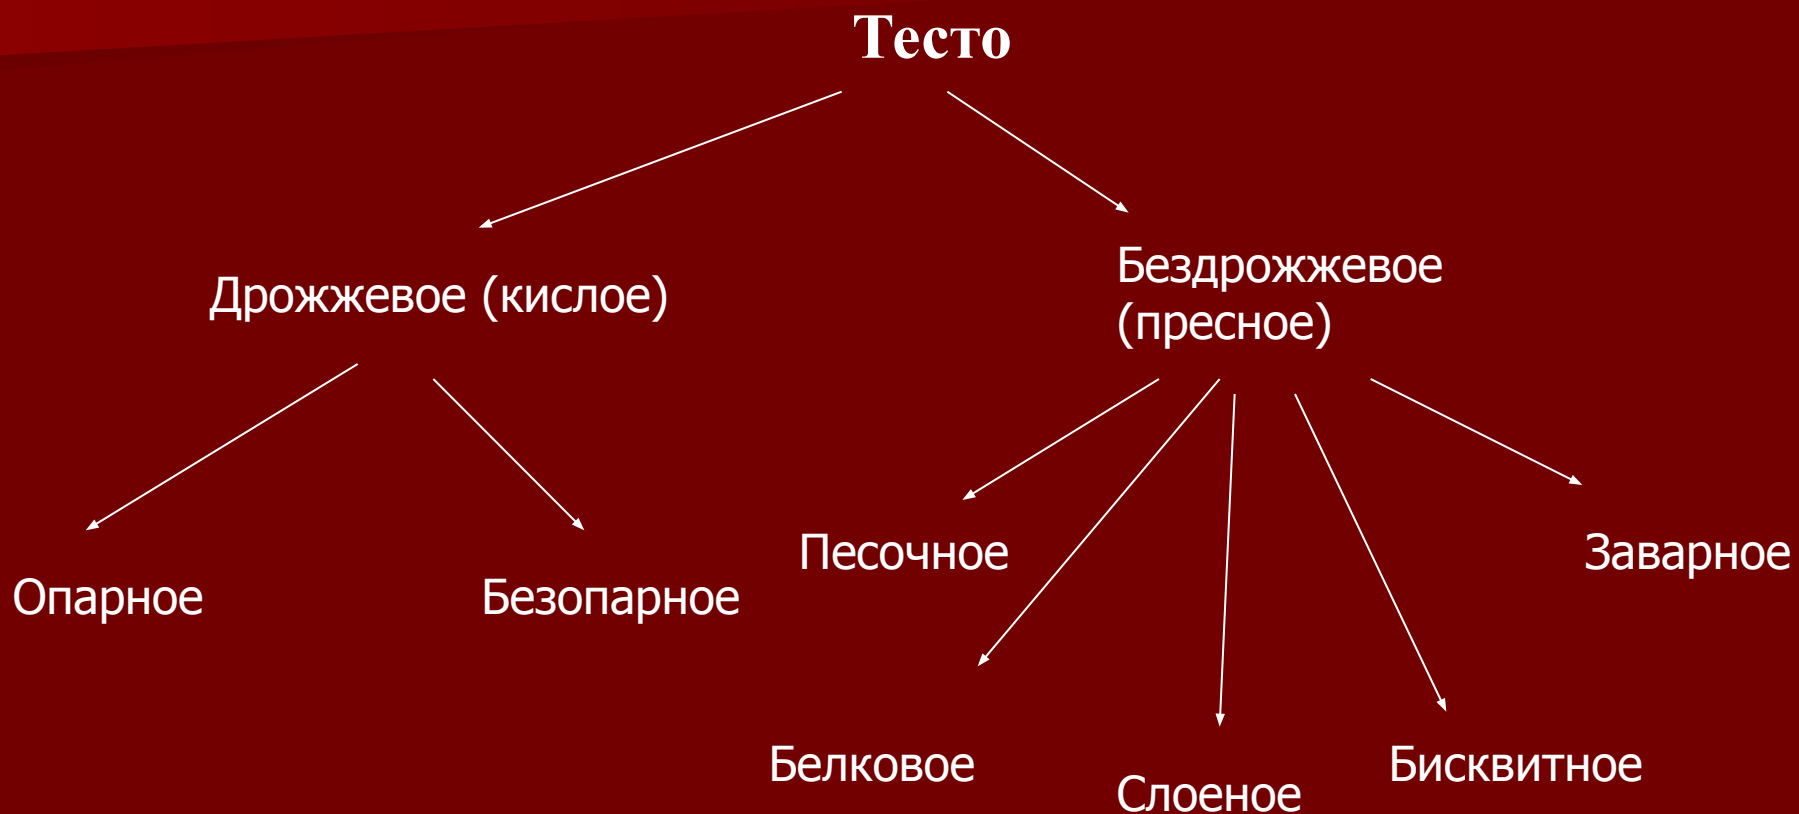 Тесто
Дрожжевое (кислое)
Бездрожжевое
(пресное)
Опарное
Безопарное
Песочное
Заварное
Белковое
Слоеное
Бисквитное